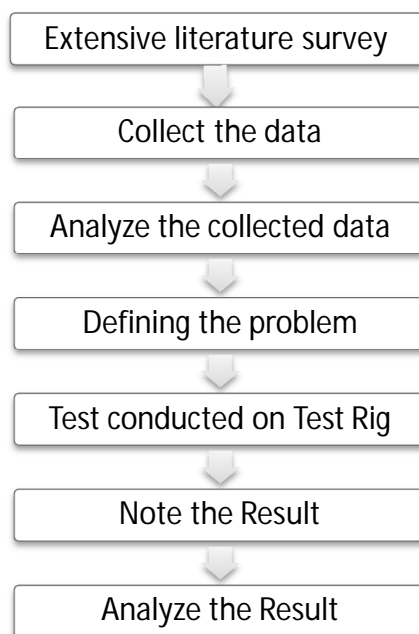 Extensive literature survey
Collect the data
Analyze the collected data
Defining the problem
Test conducted on Test Rig
Note the Result
Analyze the Result